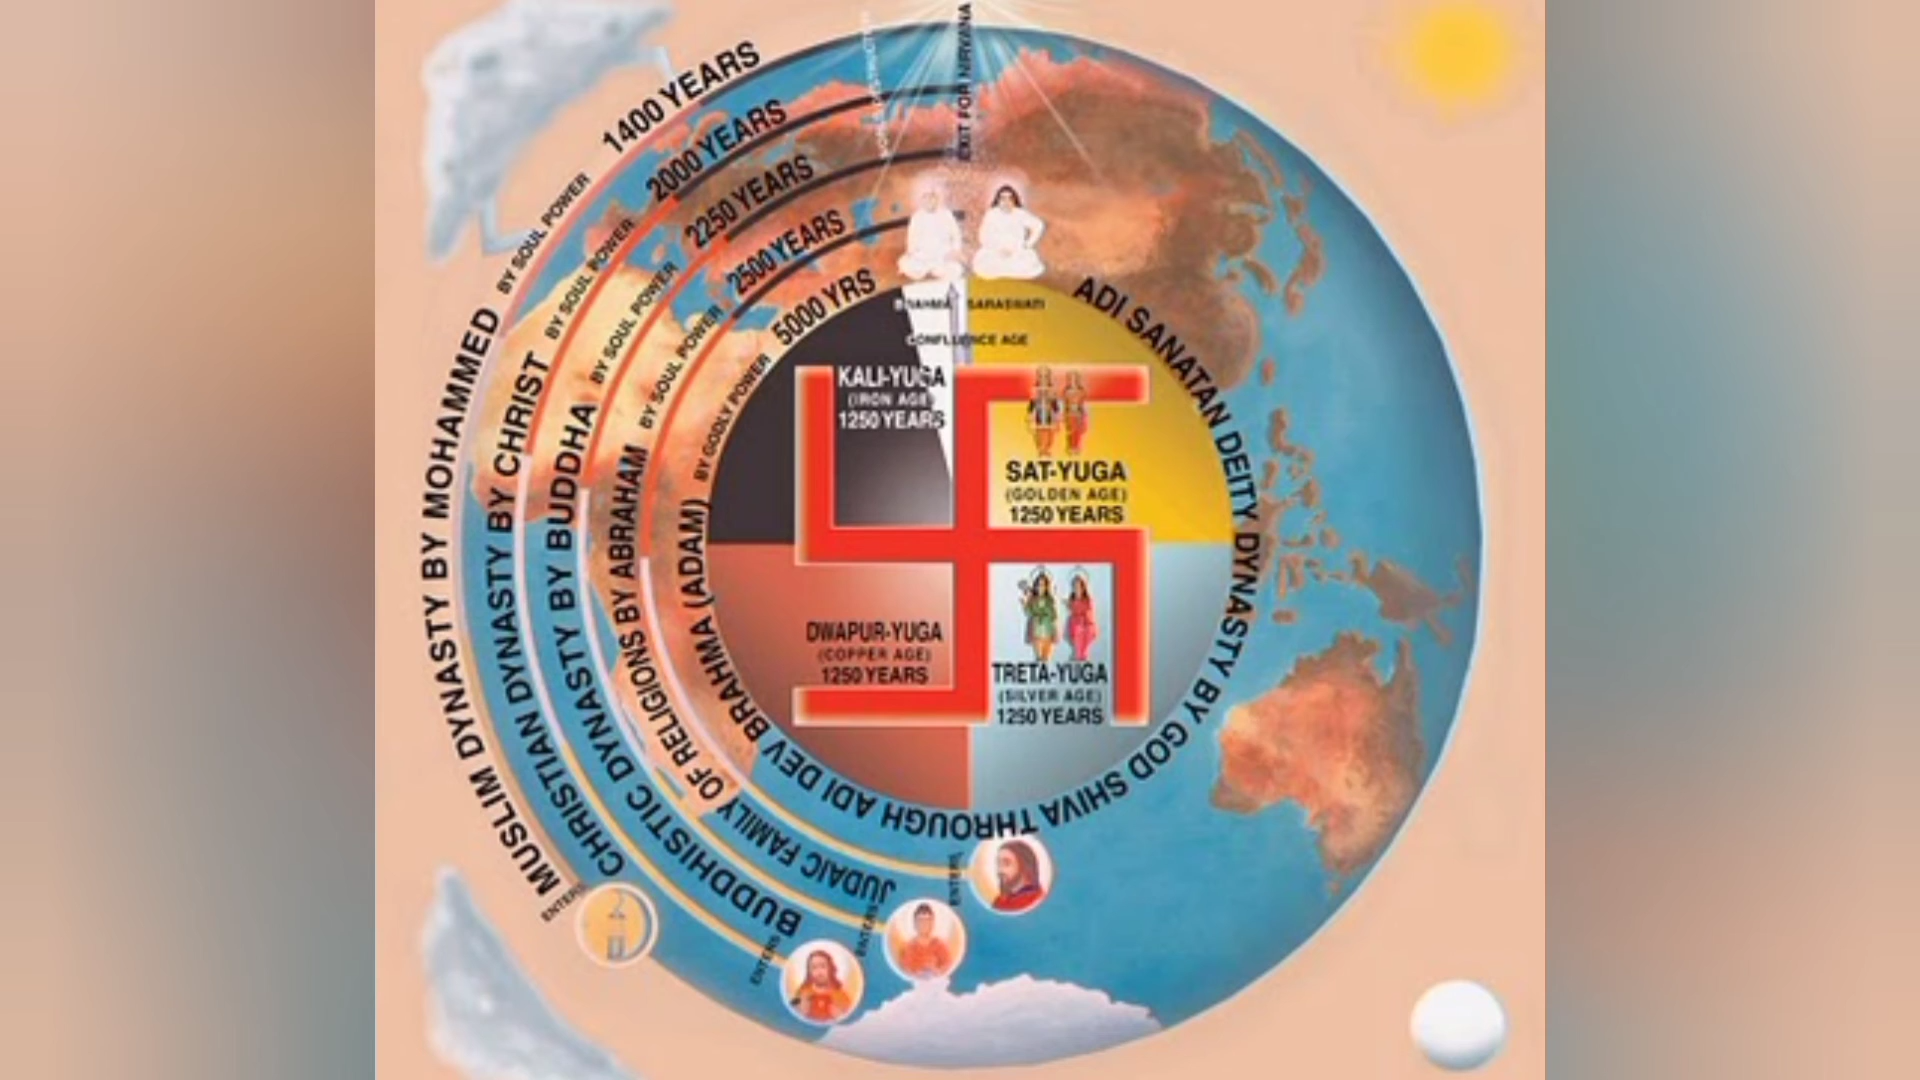 1400 YEARS
BY SOUL POWER
MUSLIM DYNASTY BY MOHAMMED
ENTERS
2000 YEARS
BY SOUL POWER
CHRISTIAN DYNASTY BY CHRIST
ENTERS
2250 YEARS
BY SOUL POWER
BUDDHISTIC DYNASTY BY BUDDHA
ENTERS
2500 YEARS
BY SOUL POWER
JUDAIC FAMILY OF RELIGIONS BY ABRAHAM
ENTERS
5000 YRS
BY GODLY POWER
ADI SANATAN DEITY DYNASTY BY GOD SHIVA THROUGH ADI DEV BRAHMA (ADAM)
EXIT FOR NIRVANA
BRAHMA SARASWATI
CONFLUENCE AGE
KALI-YUGA
(IRON AGE)
1250 YEARS
SAT-YUGA
(GOLDEN AGE)
1250 YEARS
DWAPUR-YUGA
(COPPER AGE)
1250 YEARS
TRETA-YUGA
(SILVER AGE)
1250 YEARS